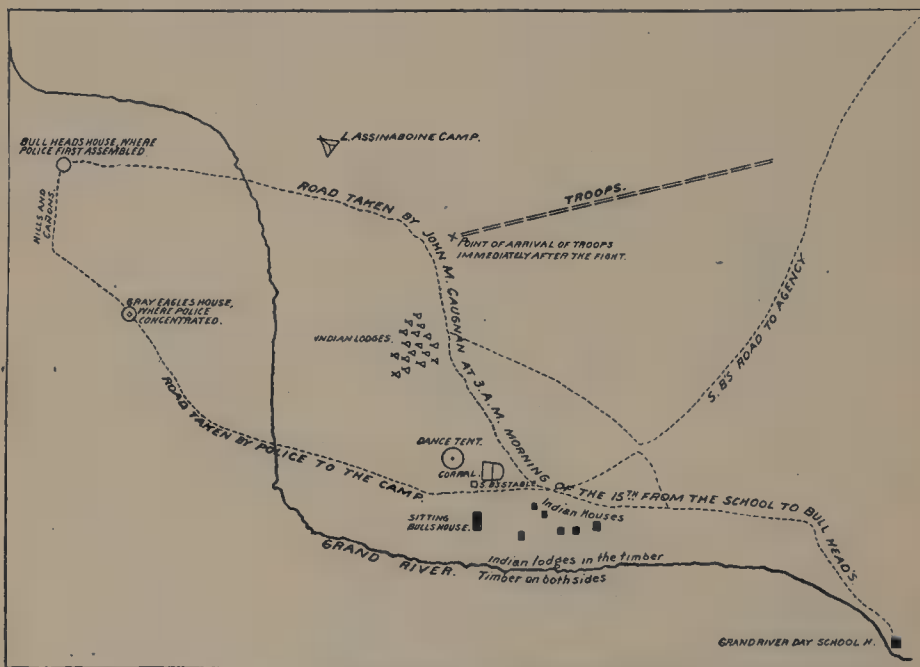 L. ASSINABOINE CAMP.
BULL HEADS HOUSE, WHERE
POLICE FIRST ASSEMBLED.
HILLS AND
CANONS.
ROAD TAKEN BY JOHN M. CAUGNAN AT 3. A.M. MORNING OF THE 15TH FROM THE SCHOOL TO BULL HEAD'S.
TROOPS.
POINT OF ARRIVAL OF TROOPS
IMMEDIATELY AFTER THE FIGHT.
GRAY EAGLES HOUSE,
WHERE POLICE
CONCENTRATED.
INDIAN LODGES.
S.B'S ROAD TO AGENCY
ROAD TAKEN BY POLICE TO THE CAMP.
DANCE TENT.
CORRAL.
S.B'S STABLE
SITTING
BULLS HOUSE.
Indian Houses
GRAND RIVER.
Indian lodges in the timber
Timber on both sides
GRAND RIVER DAY SCHOOL H.